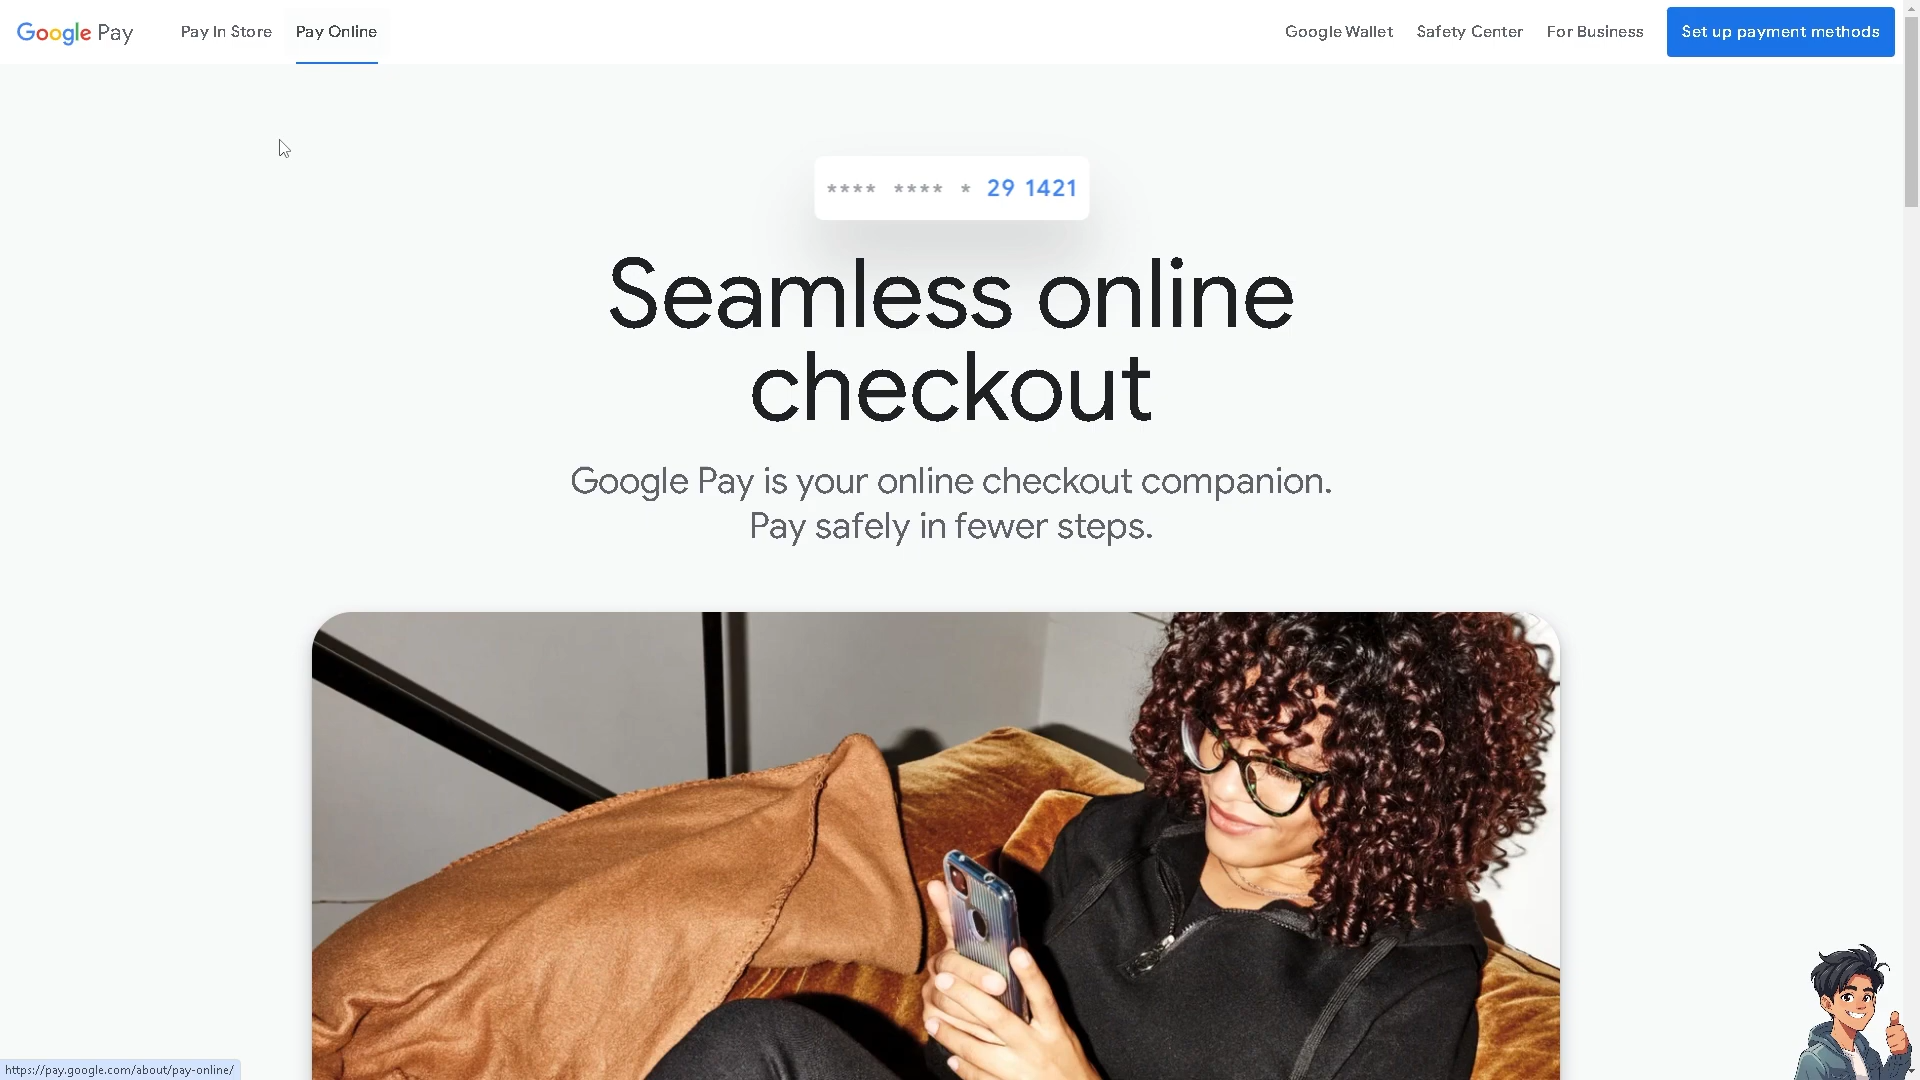 Google Pay
Pay In Store
Pay Online
Google Wallet
Safety Center
For Business
Set up payment methods
**** **** * 29 1421
Seamless online
checkout
Google Pay is your online checkout companion.
Pay safely in fewer steps.
https://pay.google.com/about/pay-online/